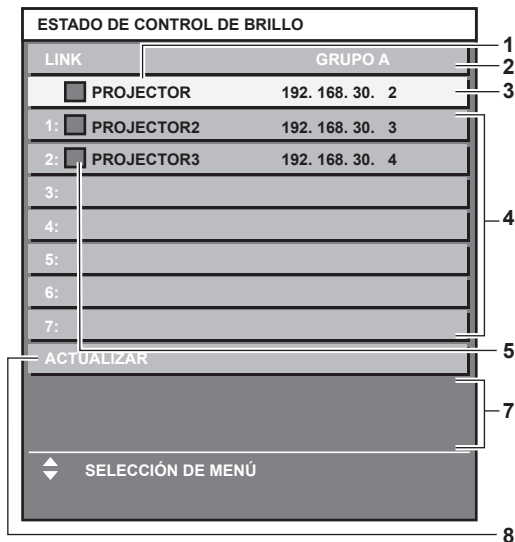 ESTADO DE CONTROL DE BRILLO
LINK GRUPO A
PROJECTOR 192. 168. 30. 2
1: PROJECTOR2 192. 168. 30. 3
2: PROJECTOR3 192. 168. 30. 4
3:
4:
5:
6:
7:
ACTUALIZAR
SELECCIÓN DE MENÚ
1
2
3
4
5
7
8